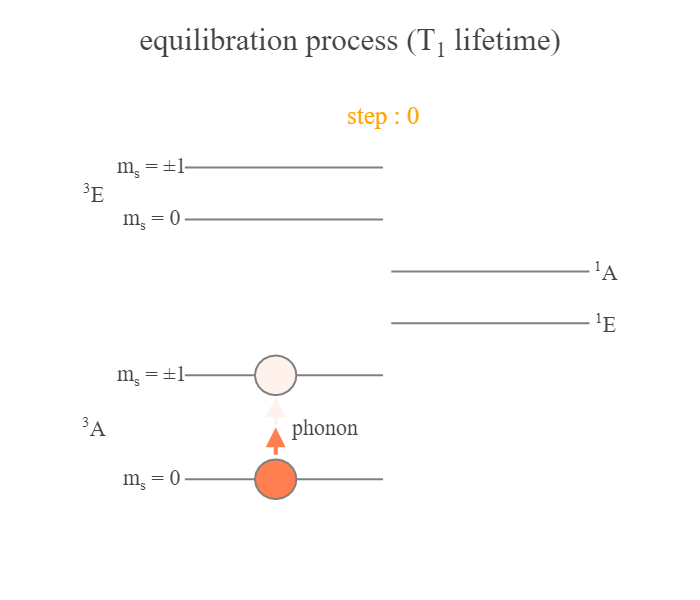 equilibration process (T₁ lifetime)
step : 0
mₛ = ±1
³E
mₛ = 0
¹A
¹E
mₛ = ±1
³A
phonon
mₛ = 0